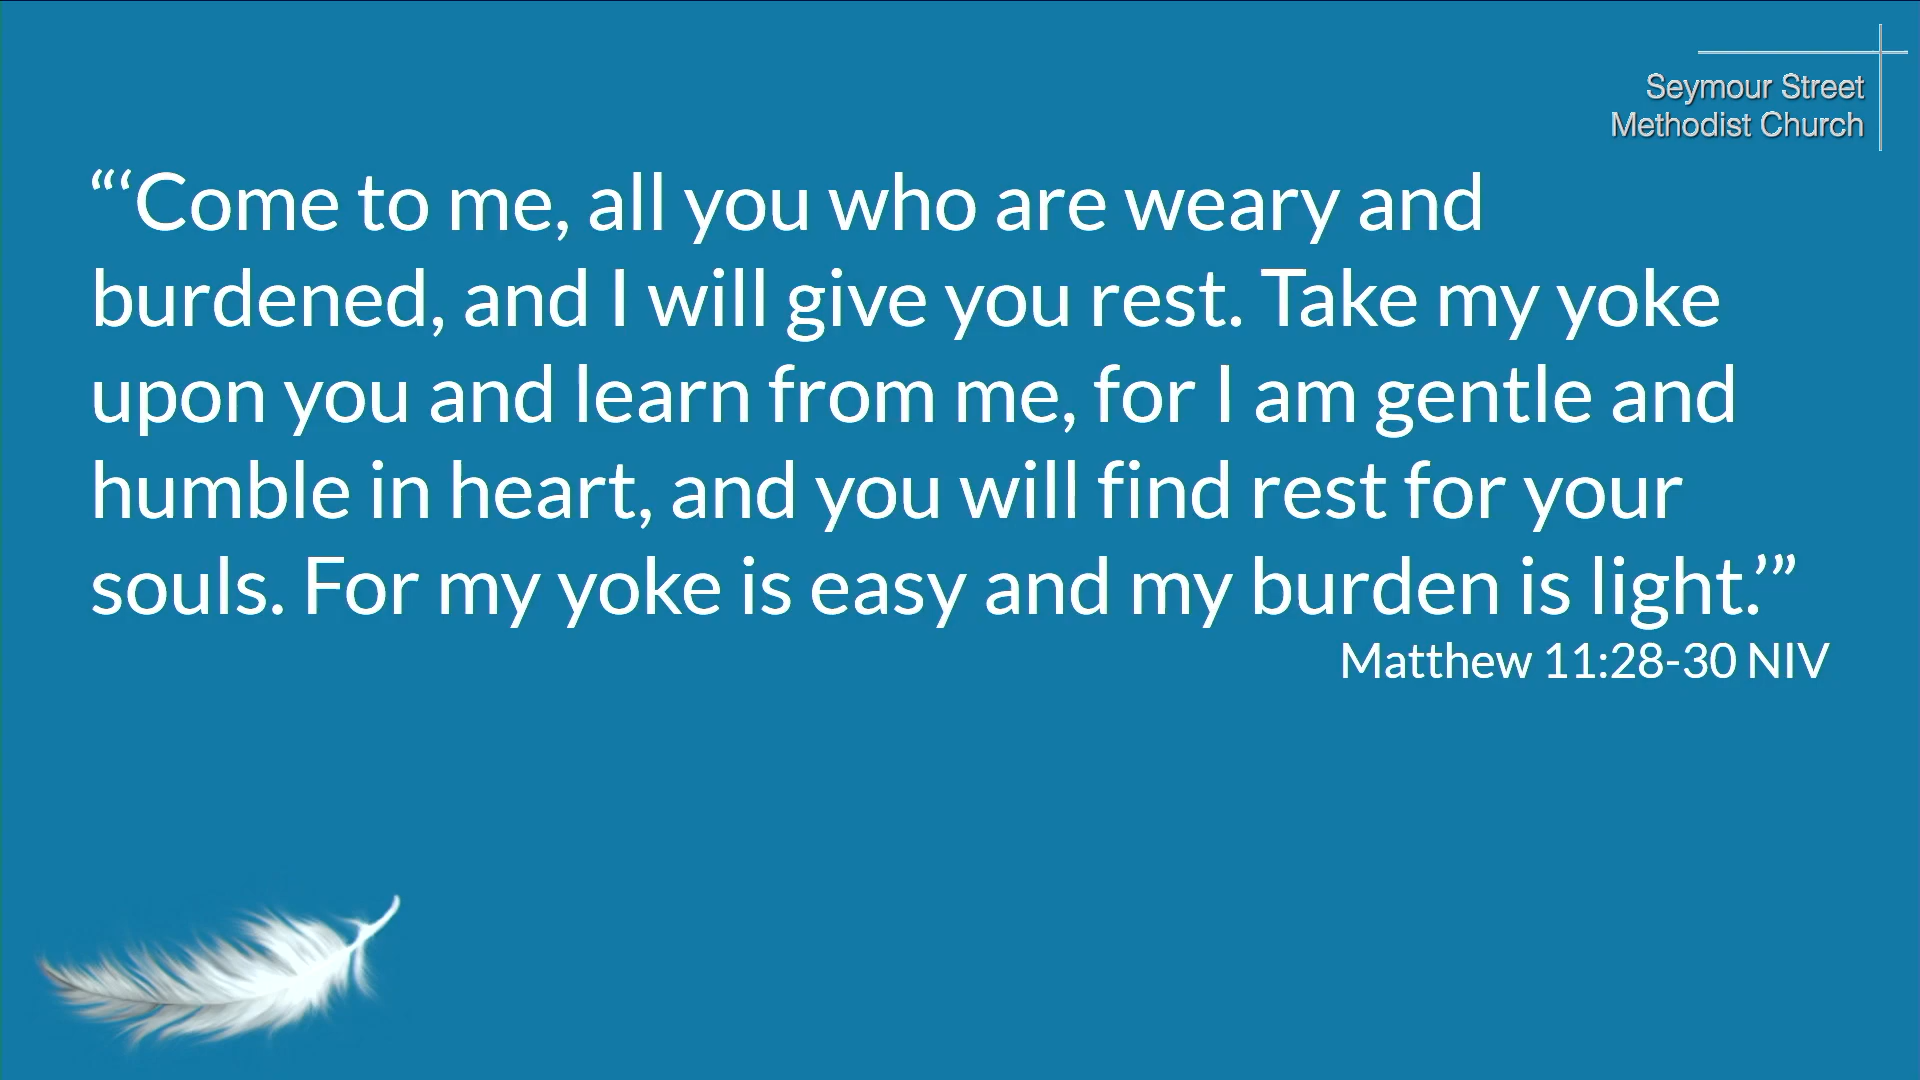 Seymour Street
Methodist Church
“‘Come to me, all you who are weary and
burdened, and I will give you rest. Take my yoke
upon you and learn from me, for I am gentle and
humble in heart, and you will find rest for your
souls. For my yoke is easy and my burden is light.’”
Matthew 11:28-30 NIV